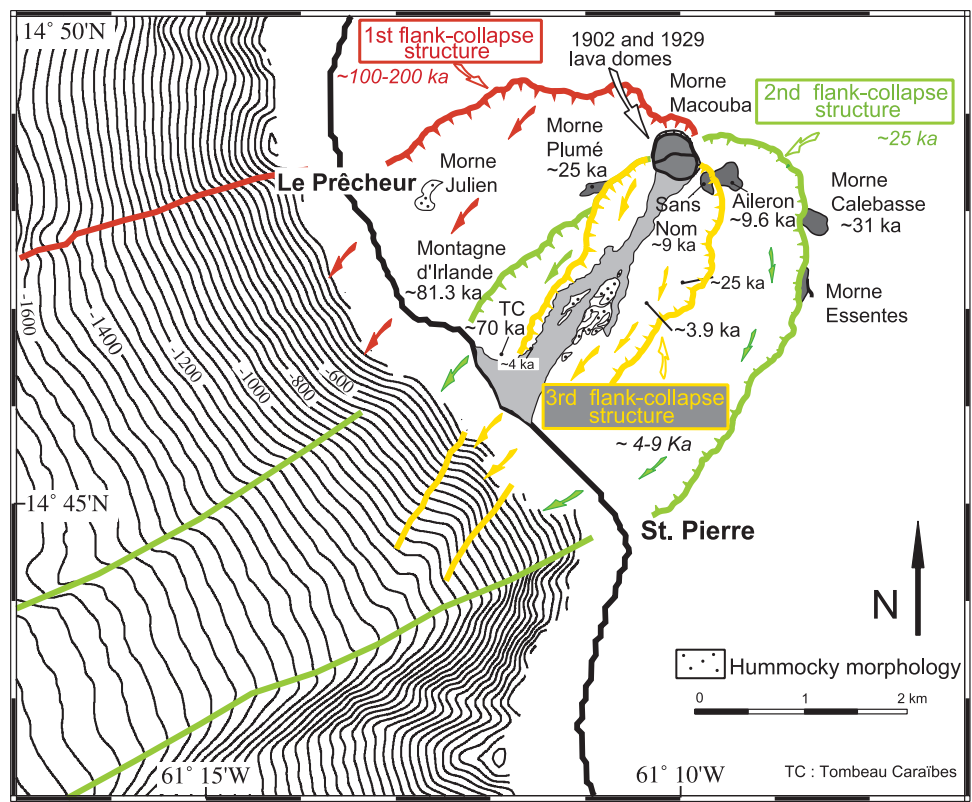 14° 50'N
1st flank-collapse
structure
~100-200 ka
1902 and 1929
lava domes
Morne
Macouba
2nd flank-collapse
structure
~25 ka
Morne
Plumé
~25 ka
Morne
Julien
Le Prêcheur
Sans
Nom
~9 ka
Aileron
~9.6 ka
Morne
Calebasse
~31 ka
Montagne
d'Irlande
~81.3 ka
~25 ka
Morne
Essentes
TC
~70 ka
~3.9 ka
~4 ka
-1600
-1400
-1200
-1000
-800
-600
3rd flank-collapse
structure
~ 4-9 Ka
14° 45'N
St. Pierre
N
Hummocky morphology
0 1 2 km
61° 15'W
61° 10'W
TC : Tombeau Caraïbes